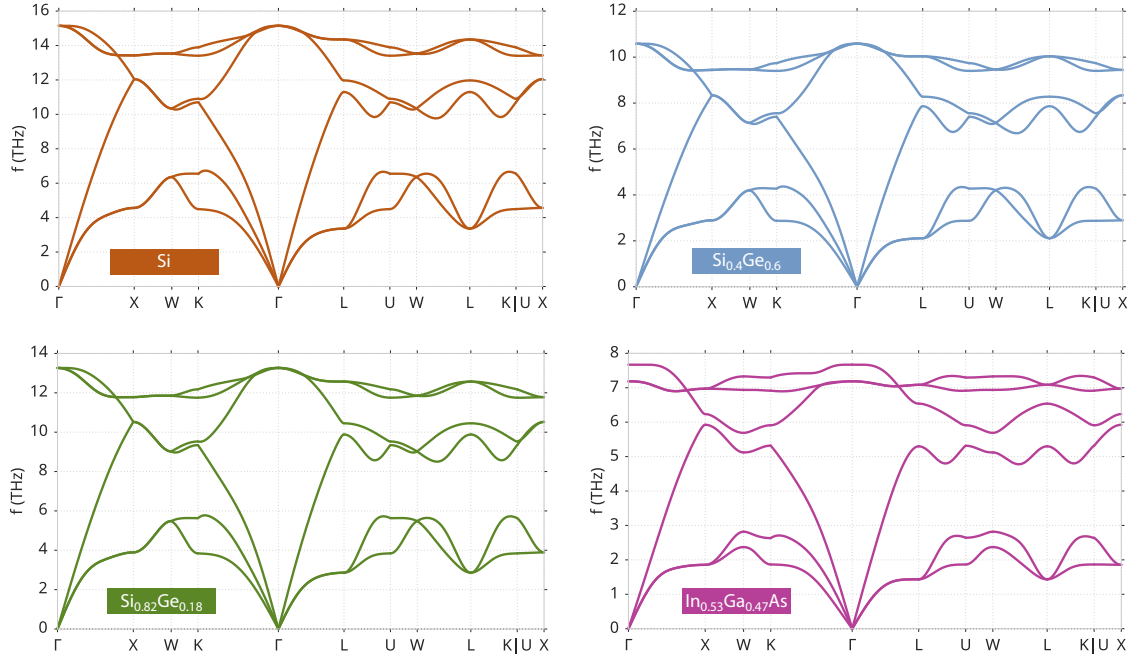 16
14
12
10
8
6
4
2
0
f (THz)
Si
Γ X W K Γ L U W L K|U X
12
10
8
6
4
2
0
f (THz)
Si0.4Ge0.6
Γ X W K Γ L U W L K|U X
14
12
10
8
6
4
2
0
f (THz)
Si0.82Ge0.18
Γ X W K Γ L U W L K|U X
8
7
6
5
4
3
2
1
0
f (THz)
In0.53Ga0.47As
Γ X W K Γ L U W L K|U X